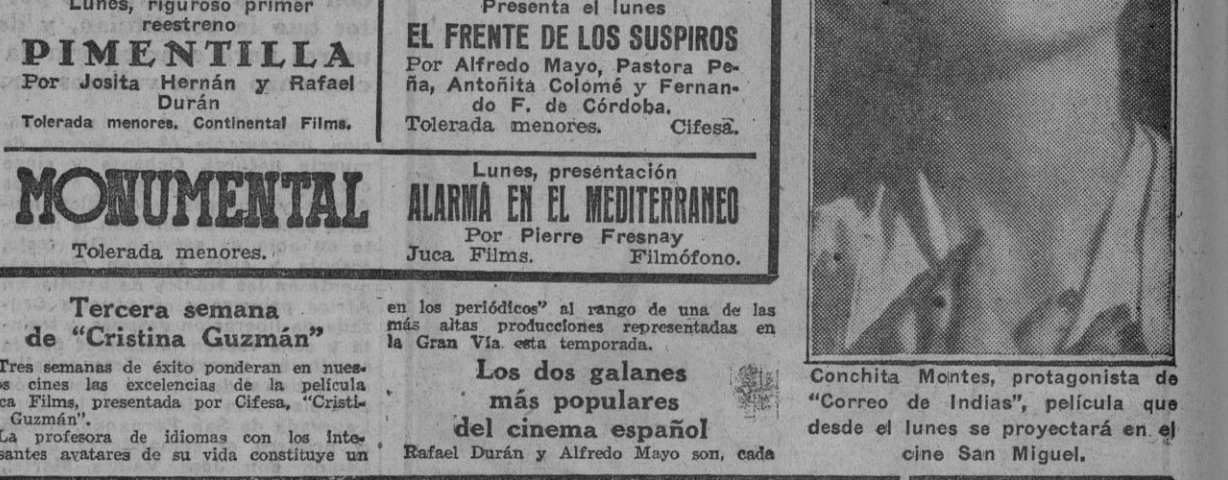 Lunes, riguroso primer
reestreno
PIMENTILLA
Por Josita Hernán y Rafael
Durán
Tolerada menores. Continental Films.
Presenta el lunes
EL FRENTE DE LOS SUSPIROS
Por Alfredo Mayo, Pastora Pe-
ña, Antoñita Colomé y Fernan-
do F. de Córdoba.
Tolerada menores. Cifesa.
MONUMENTAL
Tolerada menores.
Lunes, presentación
ALARMA EN EL MEDITERRANEO
Por Pierre Fresnay
Juca Films. Filmófono.
Tercera semana
de "Cristina Guzmán"
Tres semanas de éxito ponderan en nues-
s cines las excelencias de la película
ca Films, presentada por Cifesa, "Cristi-
Guzmán".
La profesora de idiomas con los inte-
santes avatares de su vida constituye un
en los periódicos" al rango de una de las
más altas producciones representadas en
la Gran Vía esta temporada.
Los dos galanes
más populares
del cinema español
Rafael Durán y Alfredo Mayo son, cada
Conchita Montes, protagonista de
"Correo de Indias", película que
desde el lunes se proyectará en el
cine San Miguel.